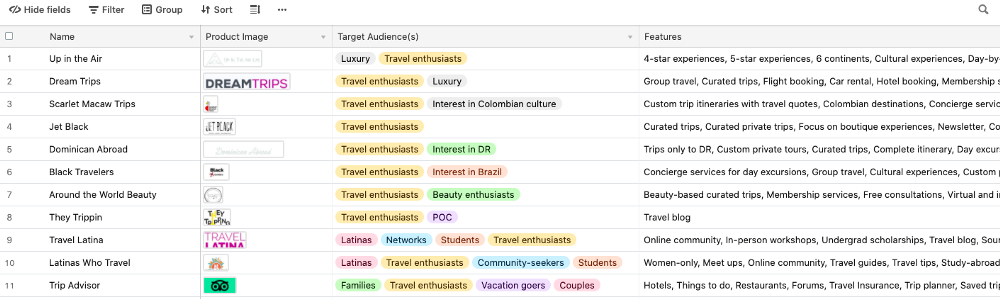 Hide fields Filter Group Sort
Name Product Image Target Audience(s) Features
1 Up in the Air Luxury Travel enthusiasts 4-star experiences, 5-star experiences, 6 continents, Cultural experiences, Day-by-
2 Dream Trips DREAMTRIPS Travel enthusiasts Luxury Group travel, Curated trips, Flight booking, Car rental, Hotel booking, Membership s
3 Scarlet Macaw Trips Travel enthusiasts Interest in Colombian culture Custom trip itineraries with travel quotes, Colombian destinations, Concierge service
4 Jet Black JET BLACK Travel enthusiasts Curated trips, Curated private trips, Focus on boutique experiences, Newsletter, Co
5 Dominican Abroad Dominican Abroad Travel enthusiasts Interest in DR Trips only to DR, Custom private tours, Curated trips, Complete itinerary, Day excur
6 Black Travelers Black Travel enthusiasts Interest in Brazil Concierge services for day excursions, Group travel, Cultural experiences, Custom p
7 Around the World Beauty Travel enthusiasts Beauty enthusiasts Beauty-based curated trips, Membership services, Free consultations, Virtual and i
8 They Trippin THEY TRIPPIN Travel enthusiasts POC Travel blog
9 Travel Latina TRAVEL LATINA Latinas Networks Students Travel enthusiasts Online community, In-person workshops, Undergrad scholarships, Travel blog, Sou
10 Latinas Who Travel Latinas Travel enthusiasts Community-seekers Students Women-only, Meet ups, Online community, Travel guides, Travel tips, Study-abroad
11 Trip Advisor Families Travel enthusiasts Vacation goers Couples Hotels, Things to do, Restaurants, Forums, Travel Insurance, Trip planner, Saved trip